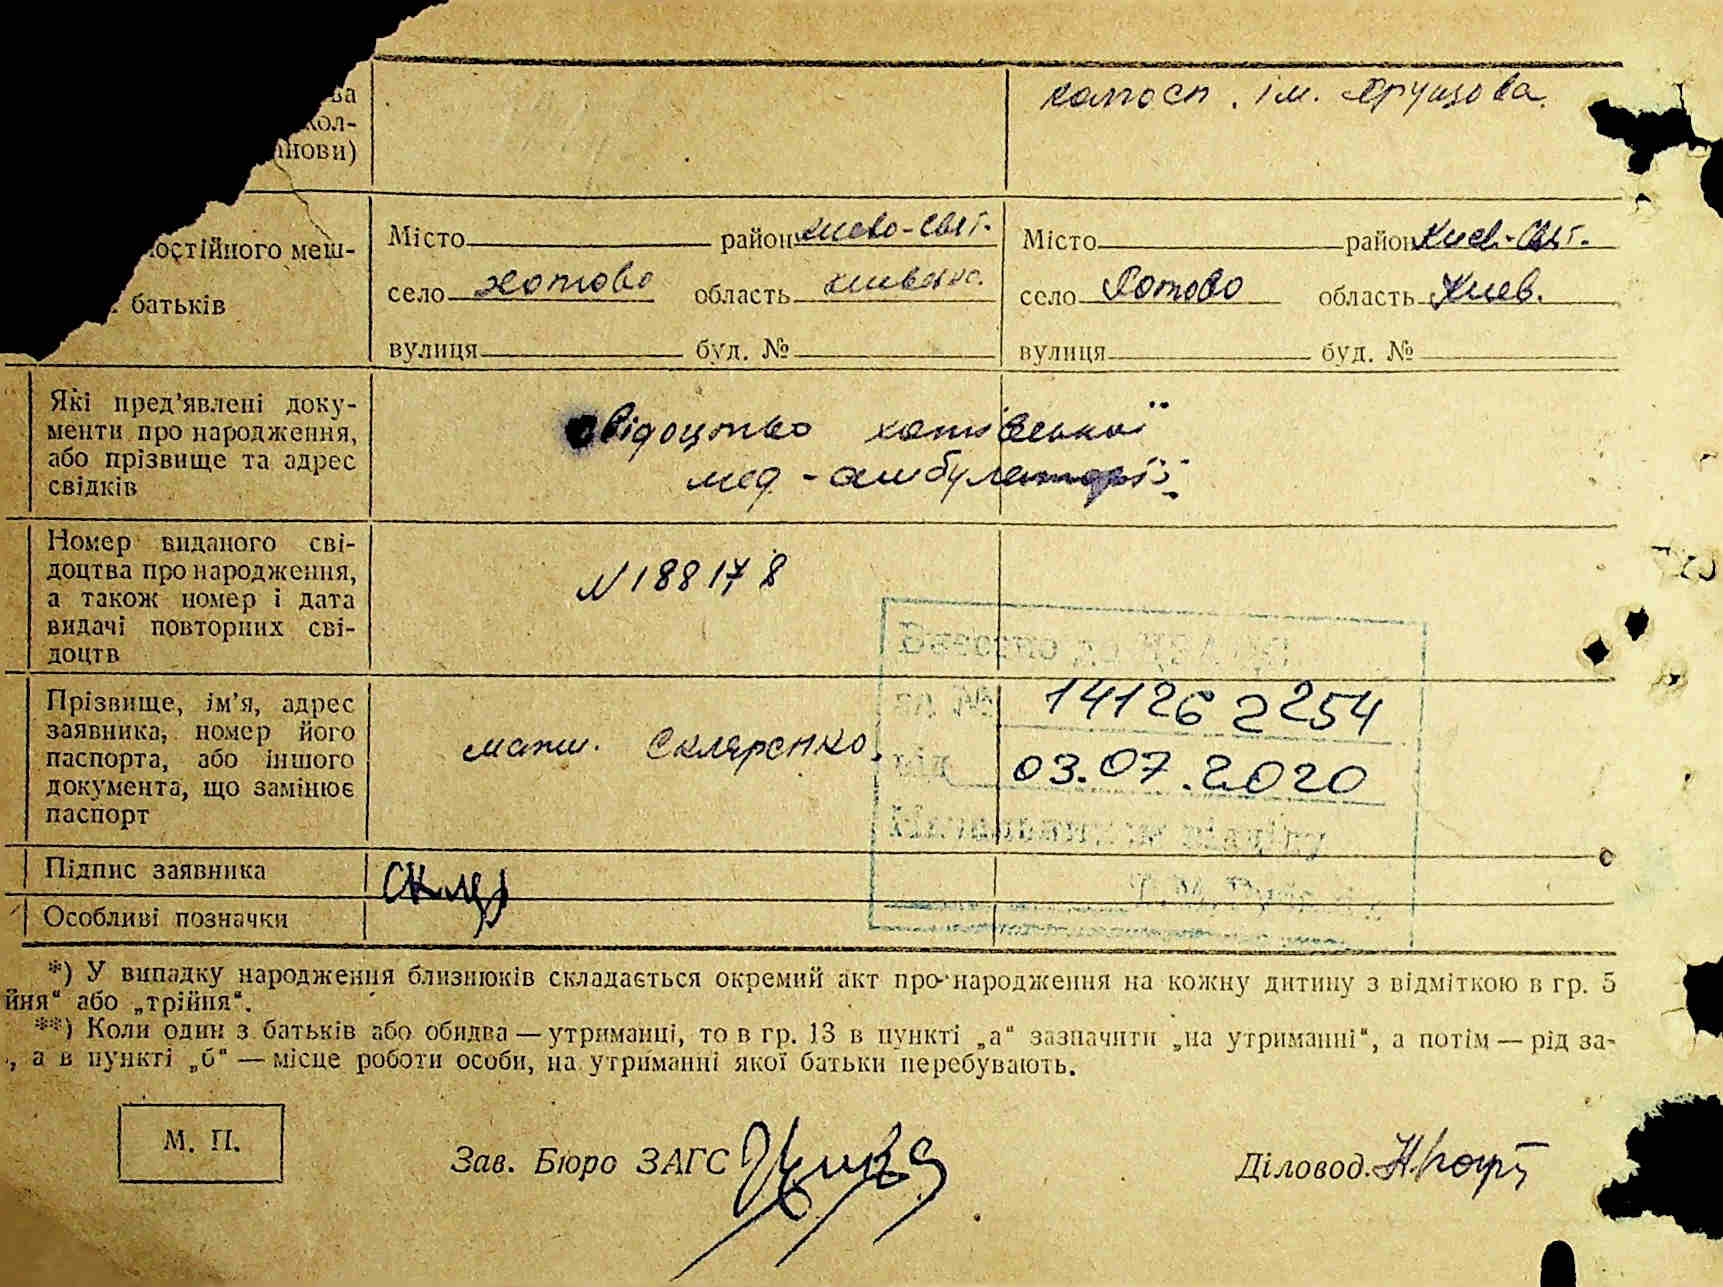 ва
кол-
анови)
колгосп. ім. Хрущова.
постійного меш-
батьків
Місто район Києво-Свят.
село Хотово область Київська.
вулиця буд. №
Місто район Києв-Свят.
село Хотово область Киев.
вулиця буд. №
Які пред’явлені доку-
менти про народження,
або прізвище та адрес
свідків
Свідоцтво хотівської
мед-амбулаторії
Номер виданого сві-
доцтва про народження,
а також номер і дата
видачі повторних сві-
доцтв
N 188178
Прізвище, ім’я, адрес
заявника, номер його
паспорта, або іншого
документа, що замінює
паспорт
мати. Скляренко.
14126 2254
03.07.2020
Підпис заявника
Скляр
Особливі позначки
*) У випадку народження близнюків складається окремий акт про народження на кожну дитину з відміткою в гр. 5
йня“ або „трійня“.
**) Коли один з батьків або обидва — утриманці, то в гр. 13 в пункті „а“ зазначити „на утриманні“, а потім — рід за-
, а в пункті „б“ — місце роботи особи, на утриманні якої батьки перебувають.
М. П.
Зав. Бюро ЗАГС
Діловод.